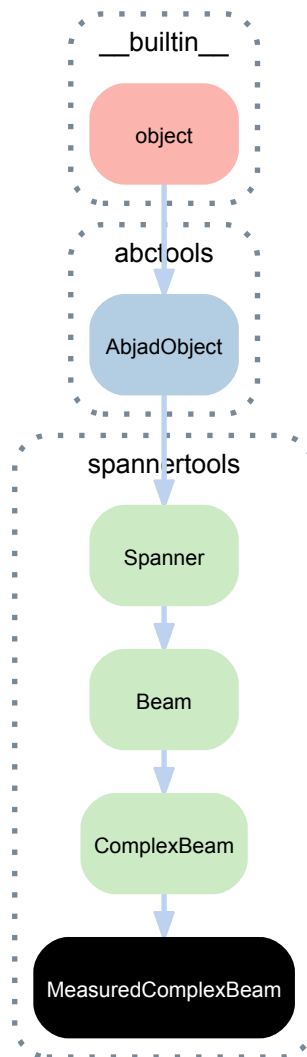 __builtin__
object
abctools
AbjadObject
spannertools
Spanner
Beam
ComplexBeam
MeasuredComplexBeam